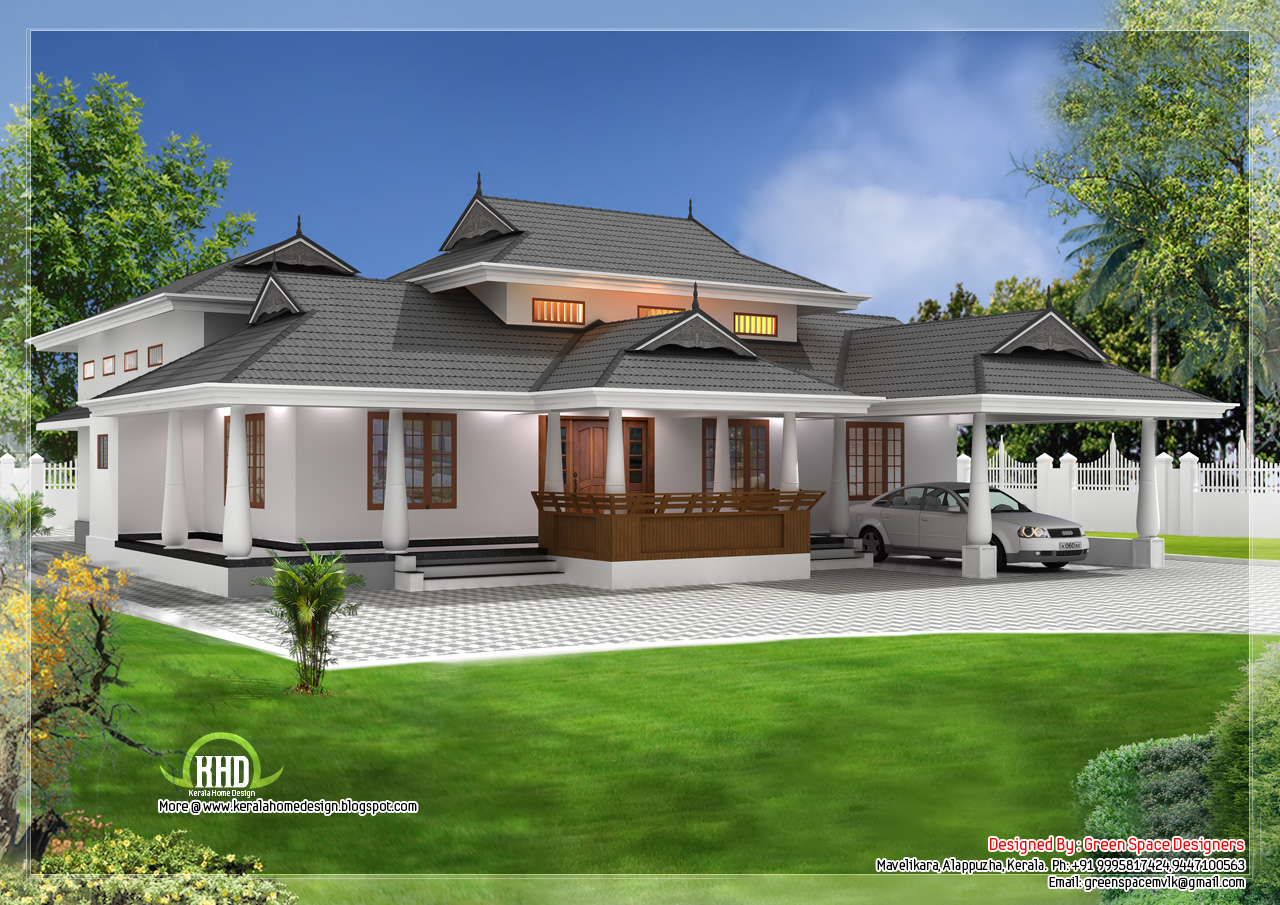 KHD
Kerala Home Design
More @ www.keralahomedesign.blogspot.com
Designed By : Green Space Designers
Mavelikara, Alappuzha, Kerala. Ph: +91 9995817424,9447100563
Email: greenspacemvlk@gmail.com